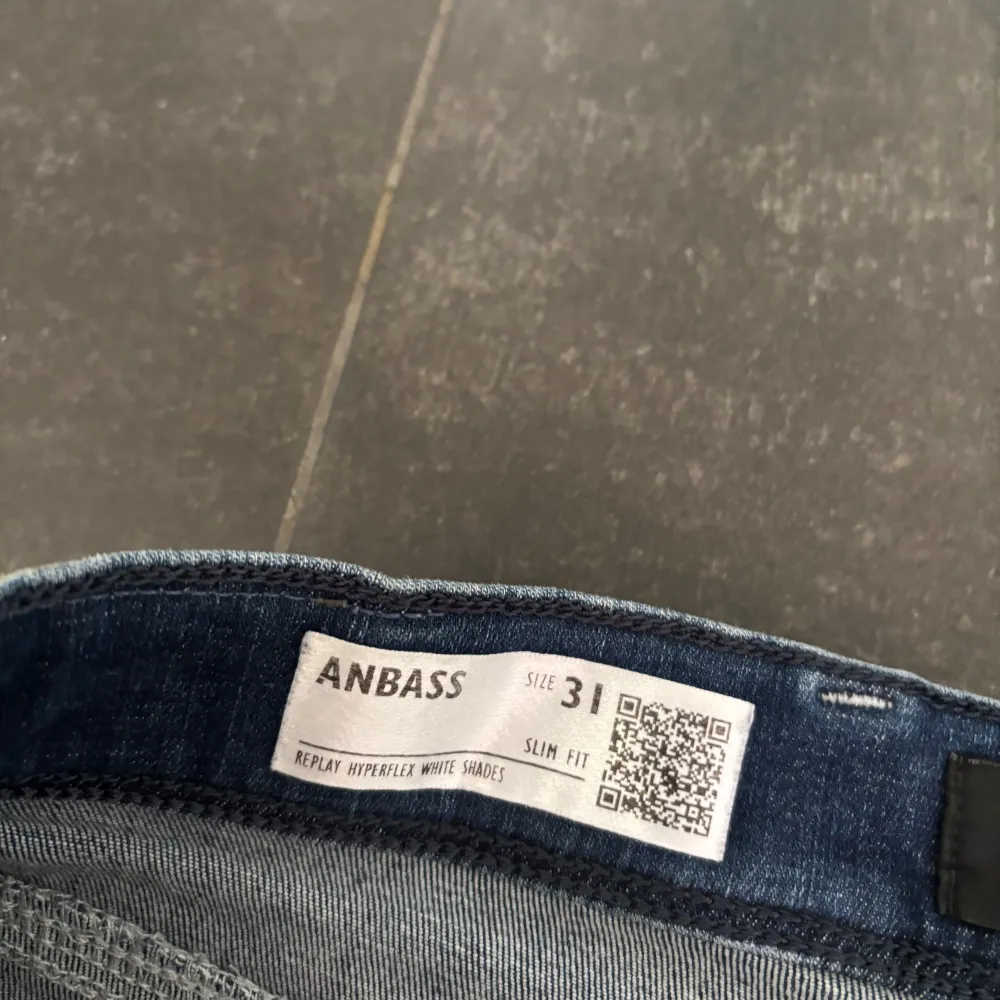 ANBASS
SIZE 31
SLIM FIT
REPLAY HYPERFLEX WHITE SHADES